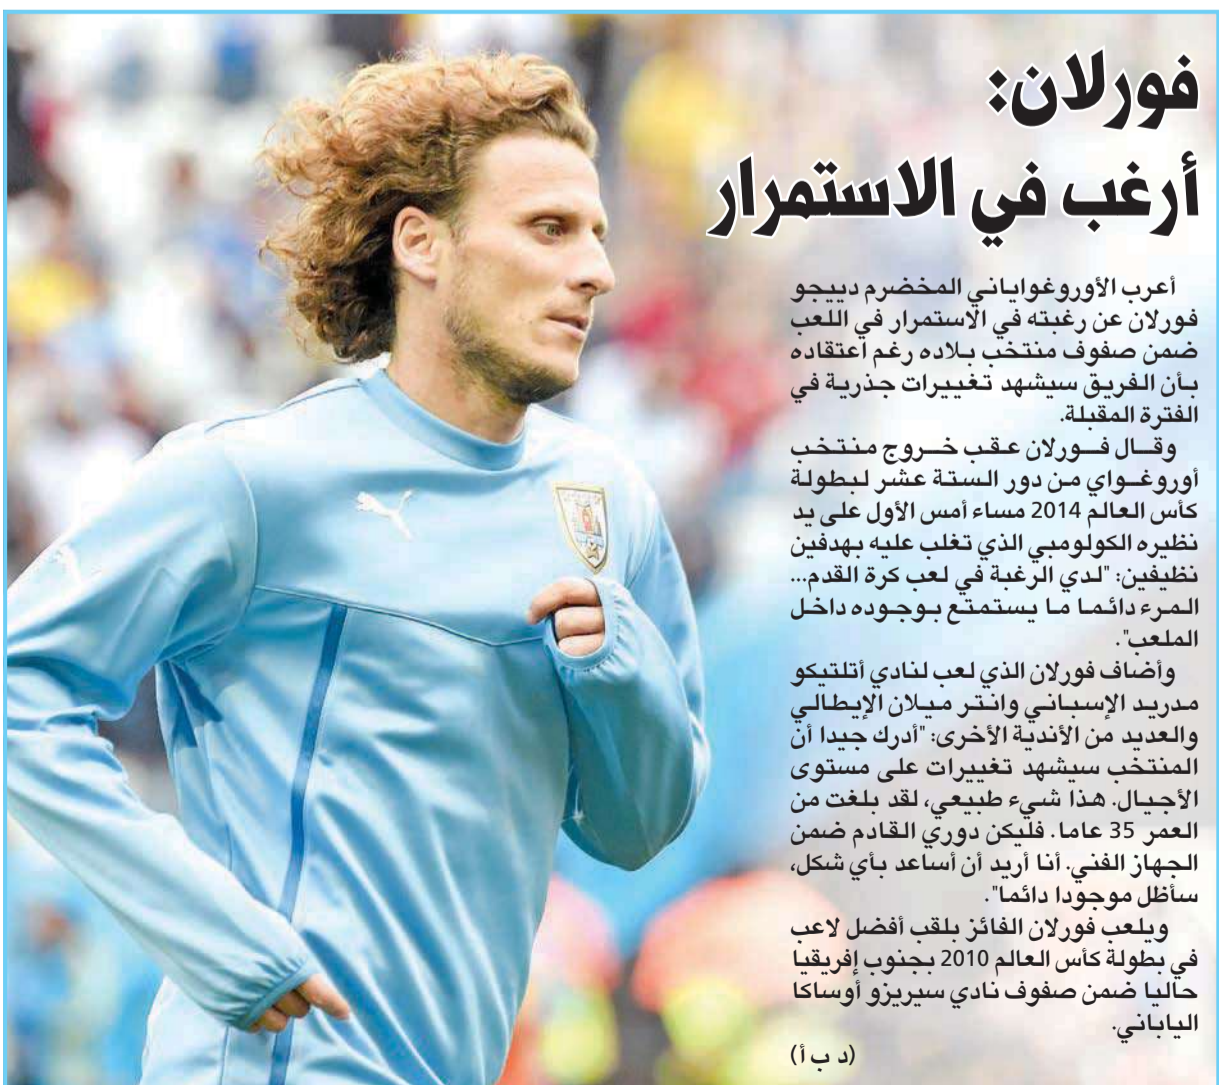 فورلان:
أرغب في الاستمرار
أعرب الأوروغواياني المخضرم دييجو
فورلان عن رغبته في الاستمرار في اللعب
ضمن صفوف منتخب بلاده رغم اعتقاده
بأن الفريق سيشهد تغييرات جذرية في
الفترة المقبلة.
وقال فورلان عقب خروج منتخب
أوروغواي من دور الستة عشر لبطولة
كأس العالم 2014 مساء أمس الأول على يد
نظيره الكولومبي الذي تغلب عليه بهدفين
نظيفين: "لدي الرغبة في لعب كرة القدم...
المرء دائما ما يستمتع بوجوده داخل
الملعب".
وأضاف فورلان الذي لعب لنادي أتلتيكو
مدريد الإسباني وانتر ميلان الإيطالي
والعديد من الأندية الأخرى: "أدرك جيدا أن
المنتخب سيشهد تغييرات على مستوى
الأجيال. هذا شيء طبيعي، لقد بلغت من
العمر 35 عاما. فليكن دوري القادم ضمن
الجهاز الفني. أنا أريد أن أساعد بأي شكل،
سأظل موجودا دائما".
ويلعب فورلان الفائز بلقب أفضل لاعب
في بطولة كأس العالم 2010 بجنوب إفريقيا
حاليا ضمن صفوف نادي سيريزو أوساكا
الياباني.
(د ب أ)